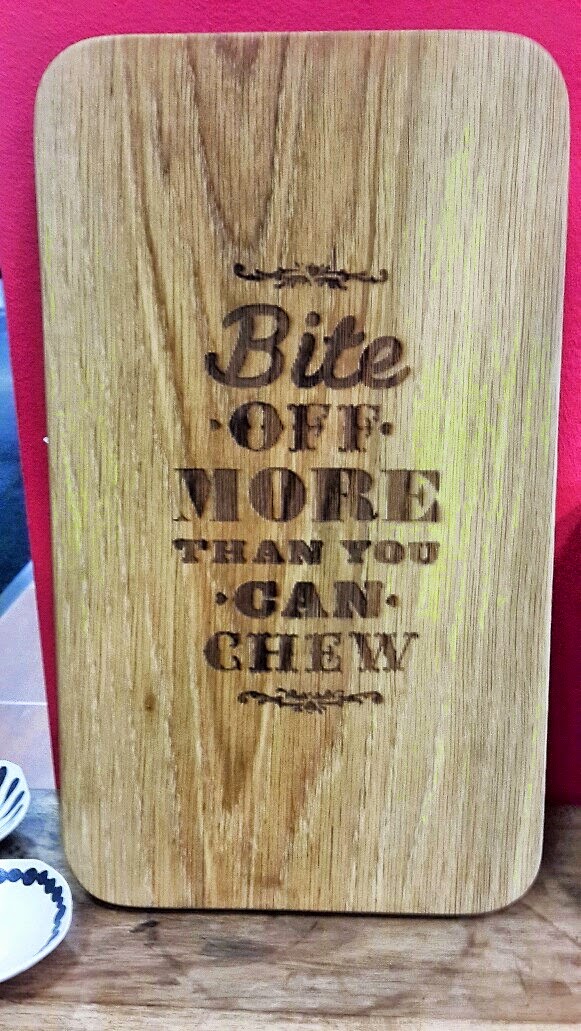 Bite
·OFF·
MORE
THAN YOU
·CAN·
CHEW